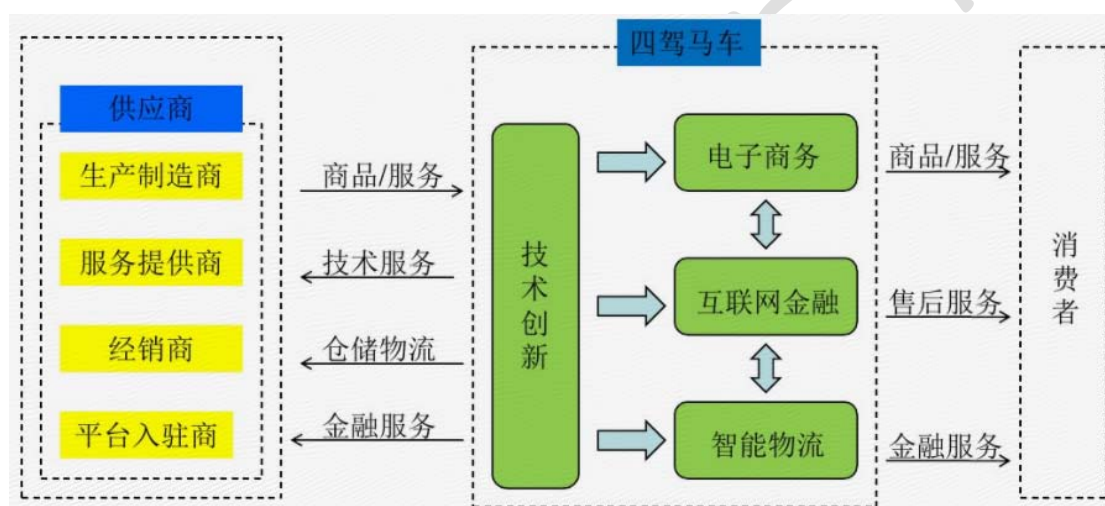 四驾马车
供应商
生产制造商
服务提供商
经销商
平台入驻商
商品/服务
技术服务
仓储物流
金融服务
技术创新
电子商务
互联网金融
智能物流
商品/服务
售后服务
金融服务
消费者